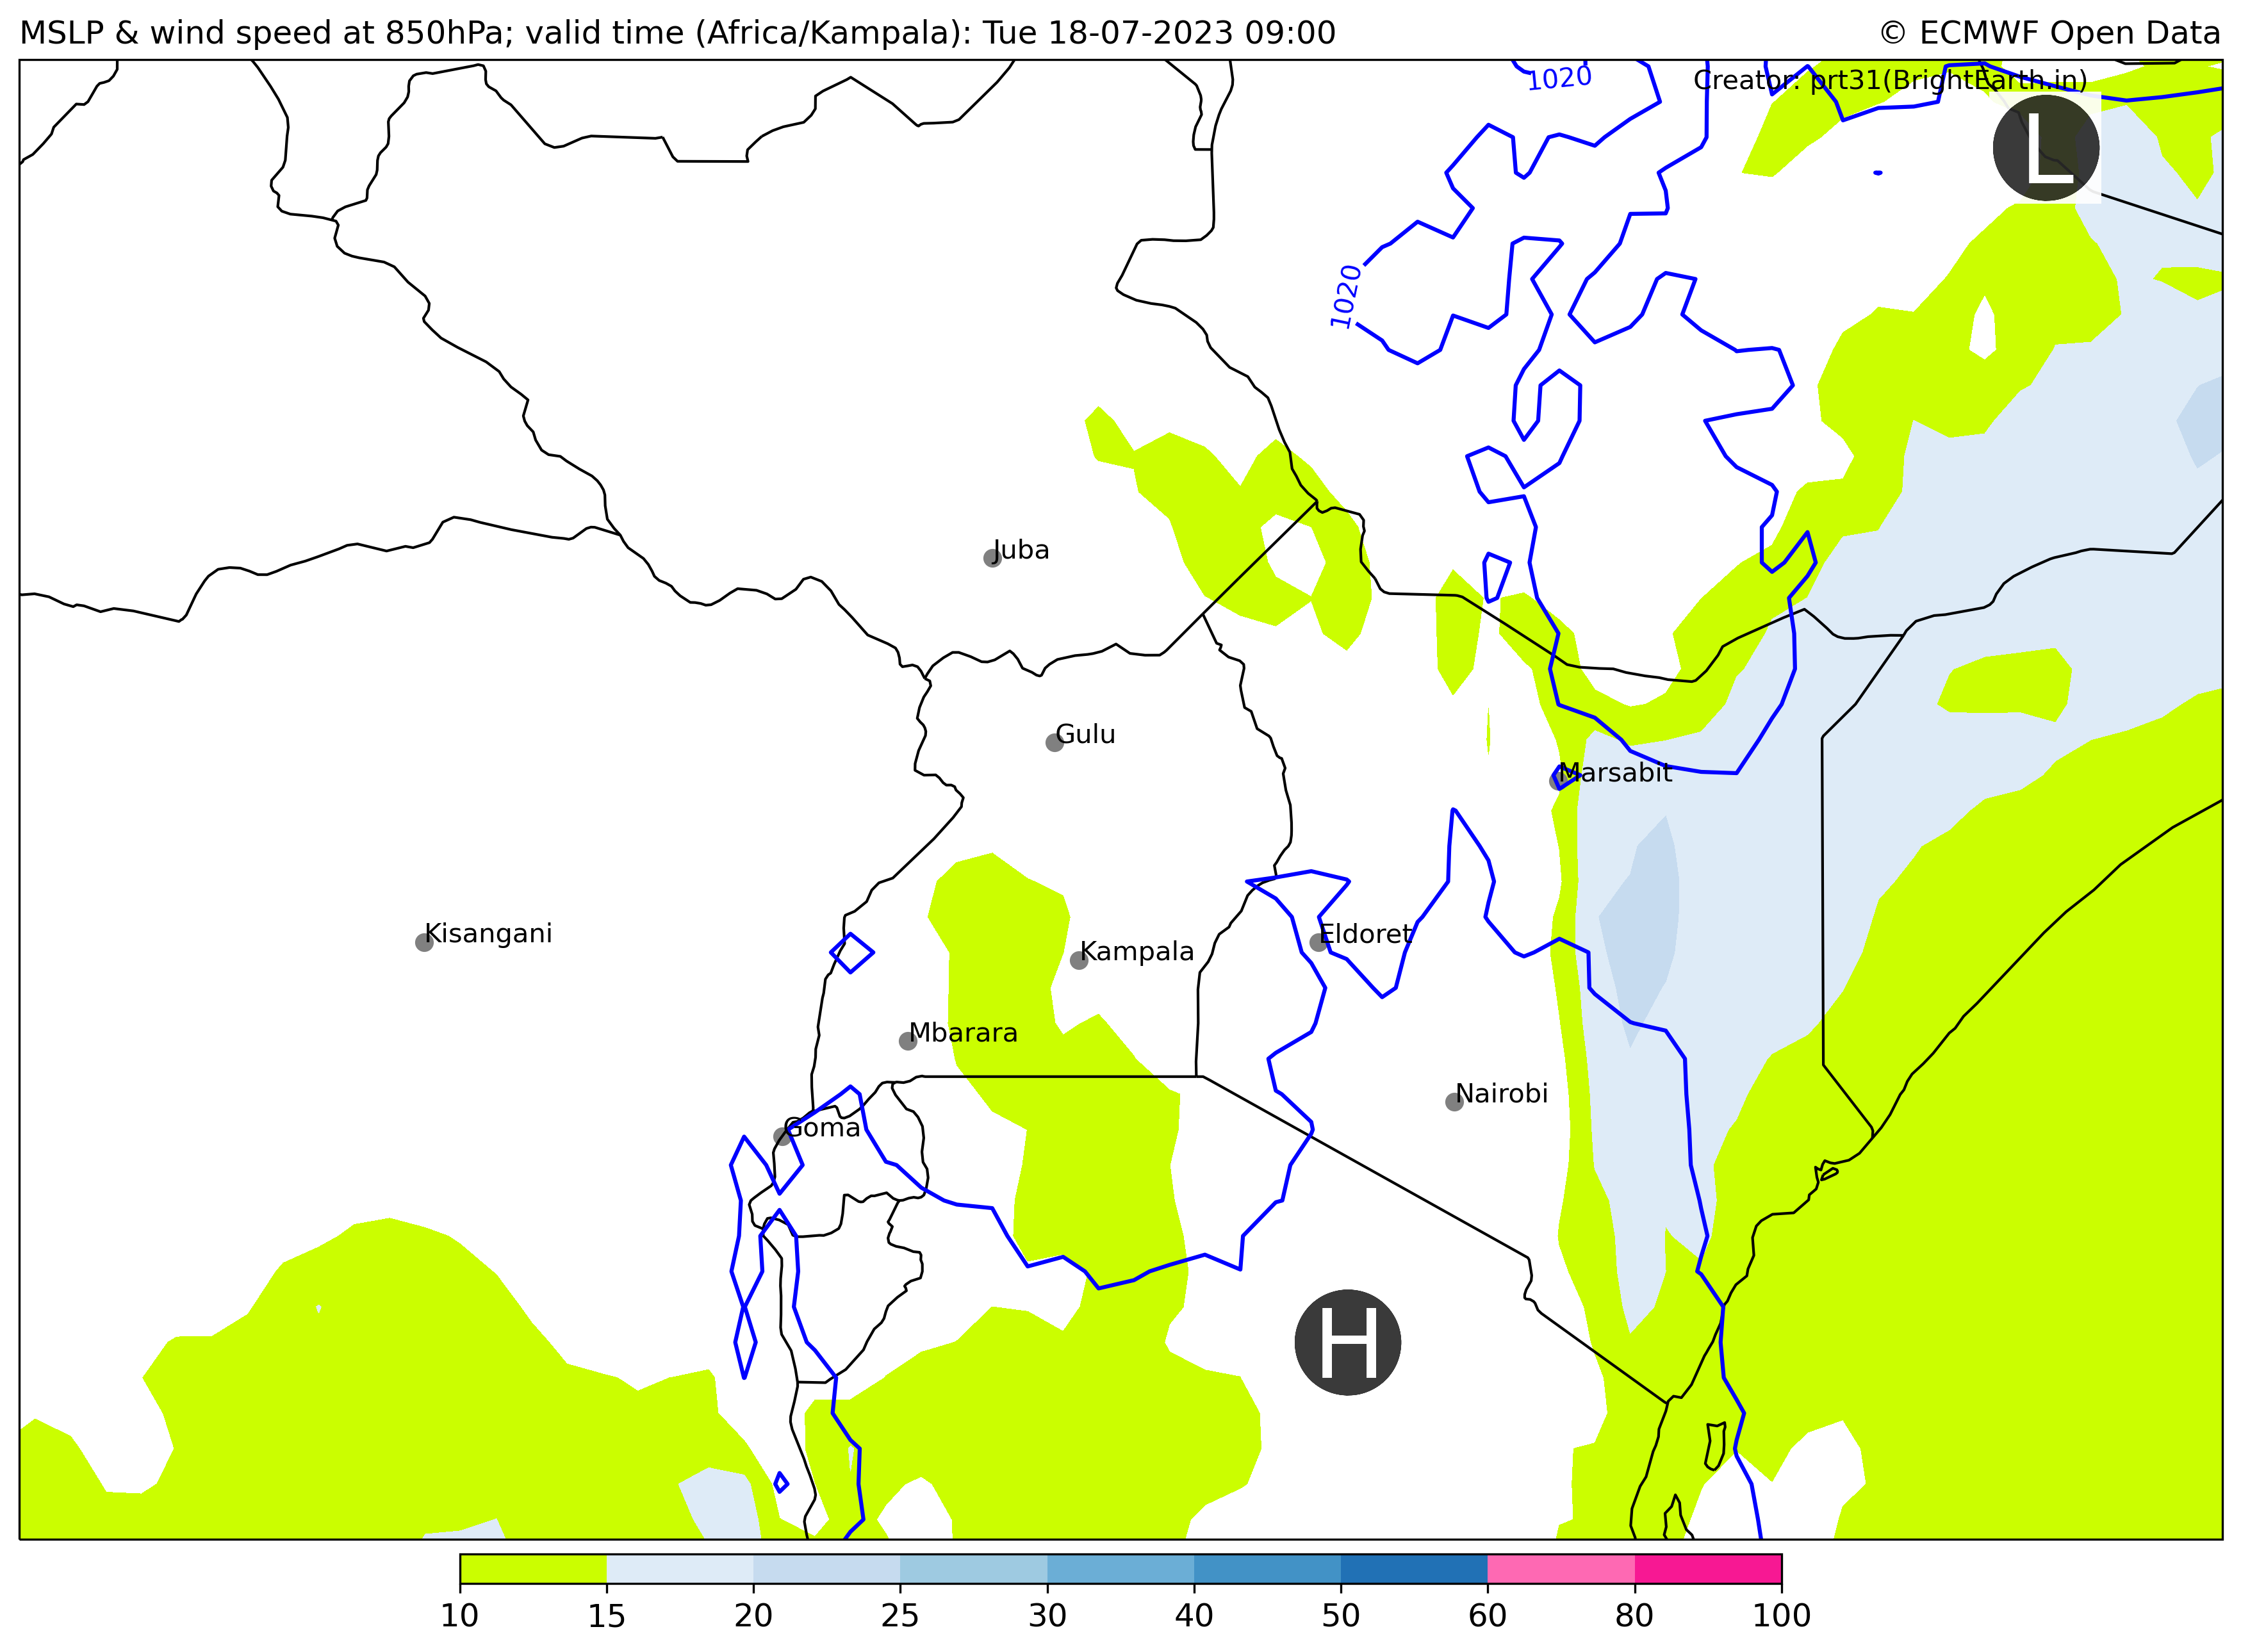 MSLP & wind speed at 850hPa; valid time (Africa/Kampala): Tue 18-07-2023 09:00
© ECMWF Open Data
1020
Creator: prt31(BrightEarth.in)
L
1020
Juba
Gulu
Marsabit
Kisangani
Eldoret
Kampala
Mbarara
Nairobi
Goma
H
10 15 20 25 30 40 50 60 80 100